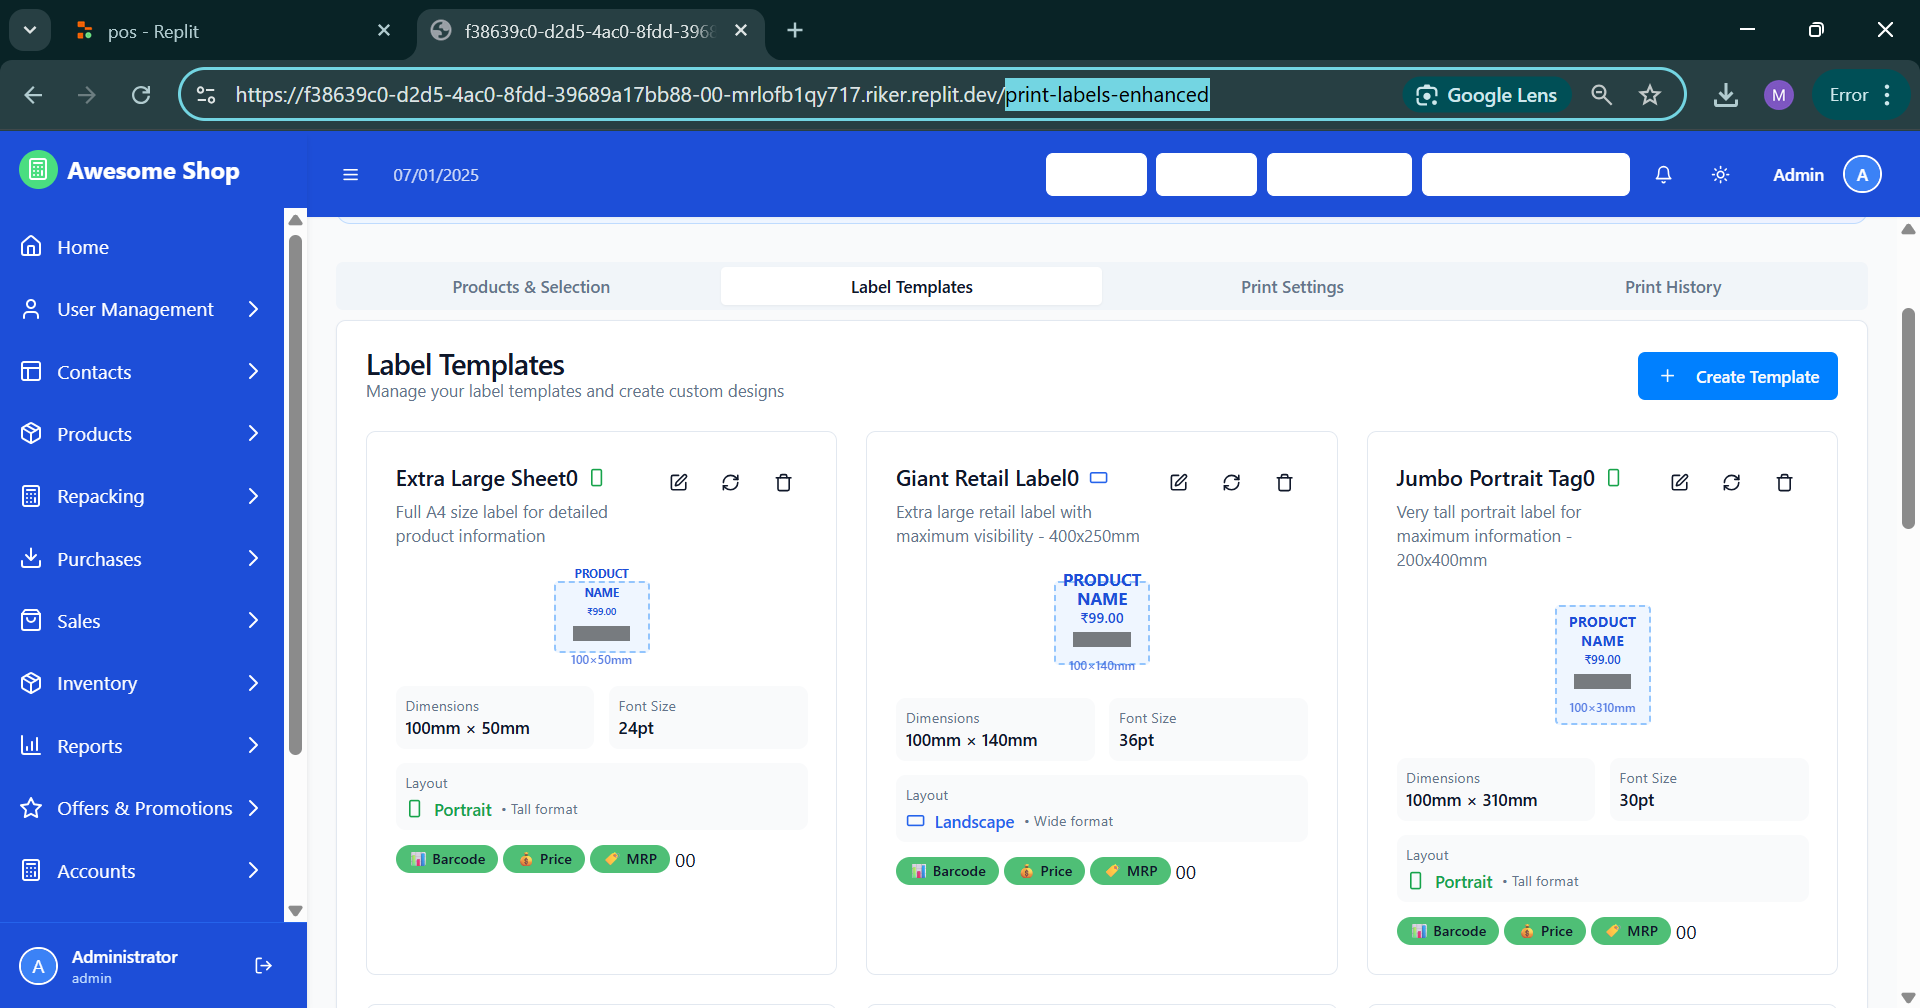 pos - Replit
f38639c0-d2d5-4ac0-8fdd-3968
https://f38639c0-d2d5-4ac0-8fdd-39689a17bb88-00-mrlofb1qy717.riker.replit.dev/print-labels-enhanced
Google Lens
M
Error
Awesome Shop
07/01/2025
Admin
A
Home
User Management
Contacts
Products
Repacking
Purchases
Sales
Inventory
Reports
Offers & Promotions
Accounts
A
Administrator
admin
Products & Selection
Label Templates
Print Settings
Print History
Label Templates
Manage your label templates and create custom designs
Create Template
Extra Large Sheet0
Full A4 size label for detailed
product information
PRODUCT
NAME
₹99.00
100×50mm
Dimensions
100mm × 50mm
Font Size
24pt
Layout
Portrait • Tall format
Barcode Price MRP 00
Giant Retail Label0
Extra large retail label with
maximum visibility - 400x250mm
PRODUCT
NAME
₹99.00
100×140mm
Dimensions
100mm × 140mm
Font Size
36pt
Layout
Landscape • Wide format
Barcode Price MRP 00
Jumbo Portrait Tag0
Very tall portrait label for
maximum information -
200x400mm
PRODUCT
NAME
₹99.00
100×310mm
Dimensions
100mm × 310mm
Font Size
30pt
Layout
Portrait • Tall format
Barcode Price MRP 00